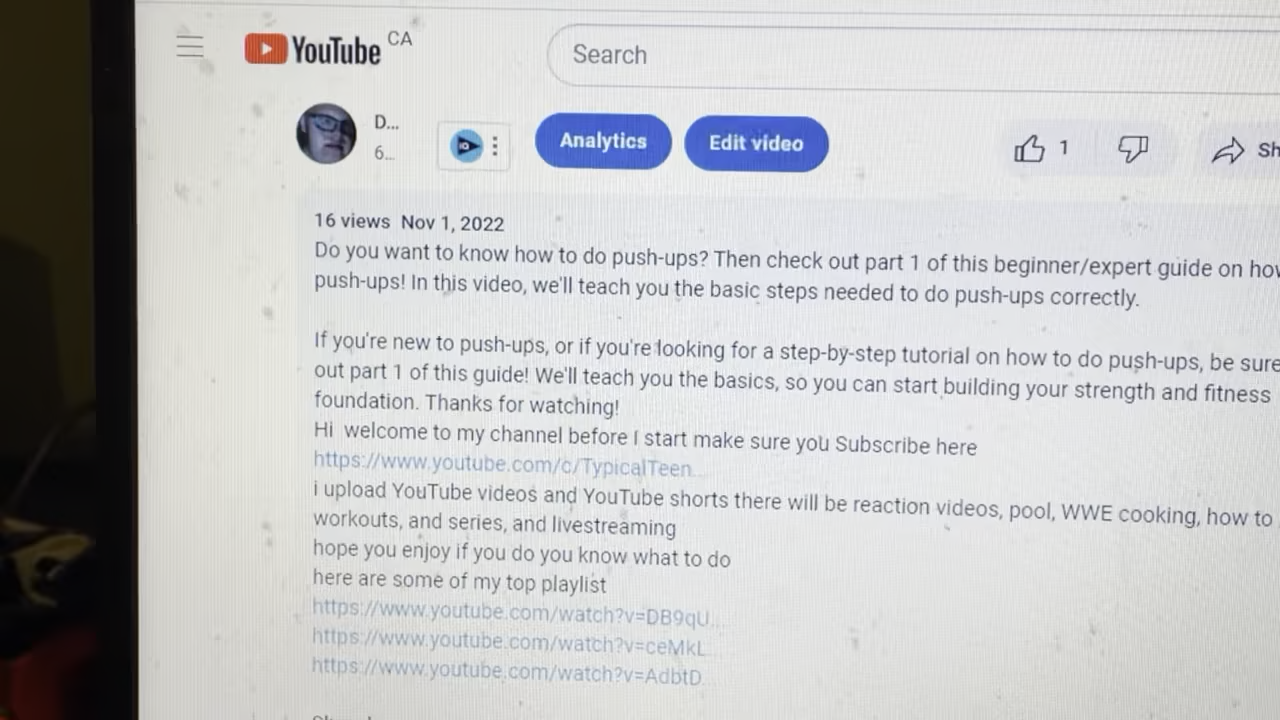 YouTube CA
Search
D...
6...
Analytics
Edit video
1
Sh
16 views Nov 1, 2022
Do you want to know how to do push-ups? Then check out part 1 of this beginner/expert guide on how
push-ups! In this video, we'll teach you the basic steps needed to do push-ups correctly.
If you're new to push-ups, or if you're looking for a step-by-step tutorial on how to do push-ups, be sure
out part 1 of this guide! We'll teach you the basics, so you can start building your strength and fitness
foundation. Thanks for watching!
Hi welcome to my channel before I start make sure you Subscribe here
https://www.youtube.com/c/TypicalTeen...
i upload YouTube videos and YouTube shorts there will be reaction videos, pool, WWE cooking, how to
workouts, and series, and livestreaming
hope you enjoy if you do you know what to do
here are some of my top playlist
https://www.youtube.com/watch?v=DB9qU...
https://www.youtube.com/watch?v=ceMkL...
https://www.youtube.com/watch?v=AdbtD...